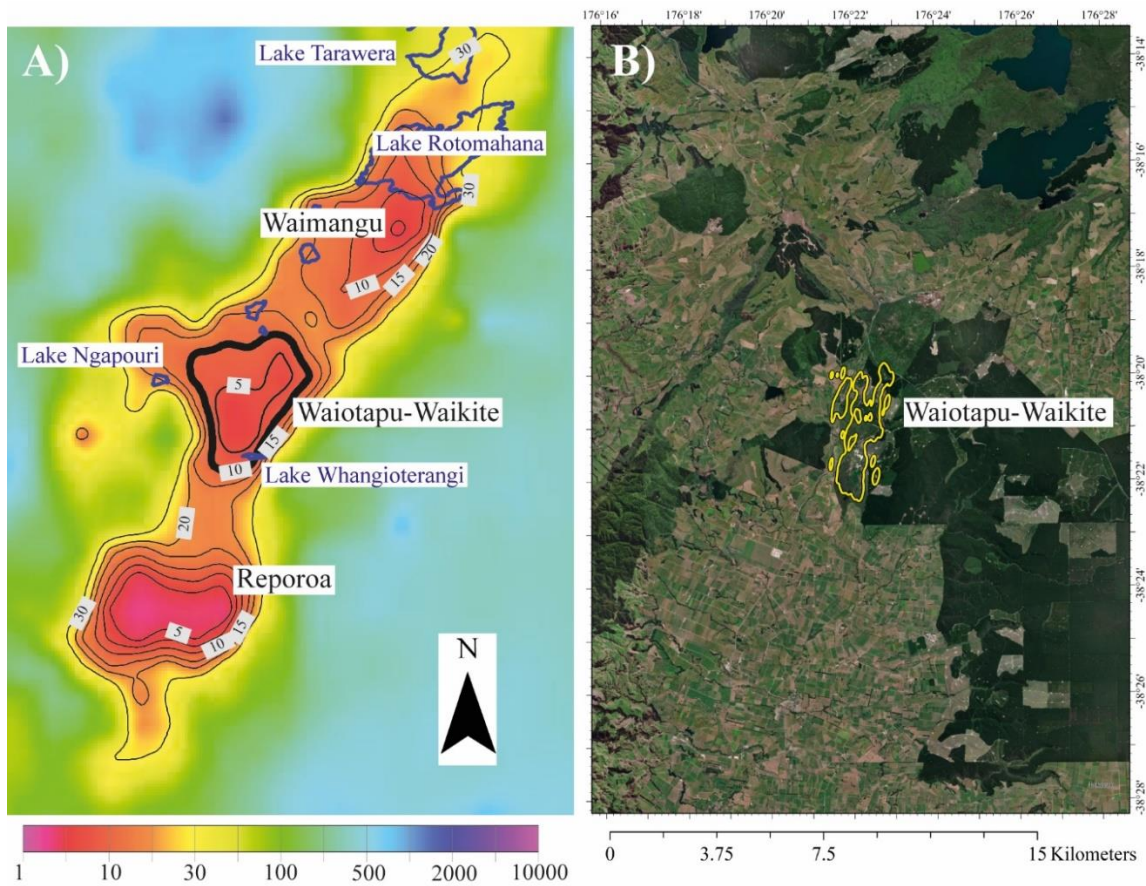 A)
Lake Tarawera
30
Lake Rotomahana
30
Waimangu
20
15
10
Lake Ngapouri
5
Waiotapu-Waikite
15
10
Lake Whangioterangi
20
Reporoa
30
5
10
15
N
1 10 30 100 500 2000 10000
B)
176°16' 176°18' 176°20' 176°22' 176°24' 176°26' 176°28'
-38°14'
-38°16'
-38°18'
-38°20'
Waiotapu-Waikite
-38°22'
-38°24'
-38°26'
-38°28'
0 3.75 7.5 15 Kilometers